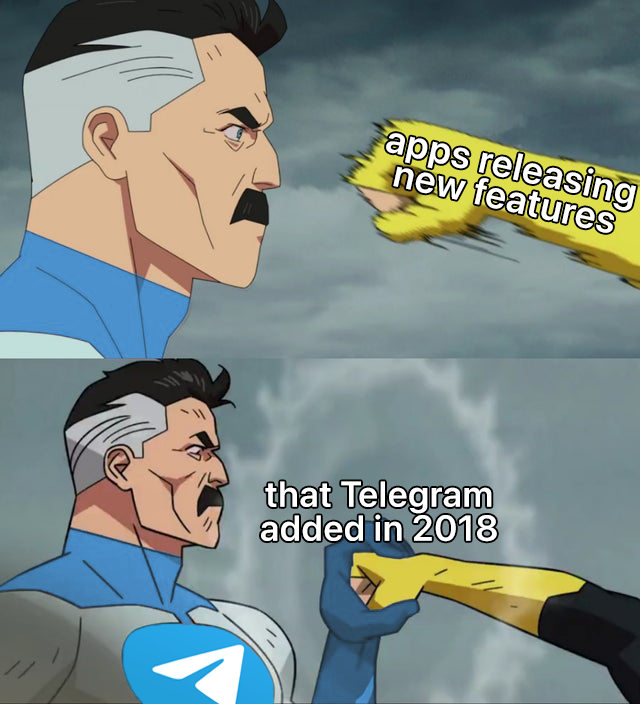 apps releasing
new features
that Telegram
added in 2018